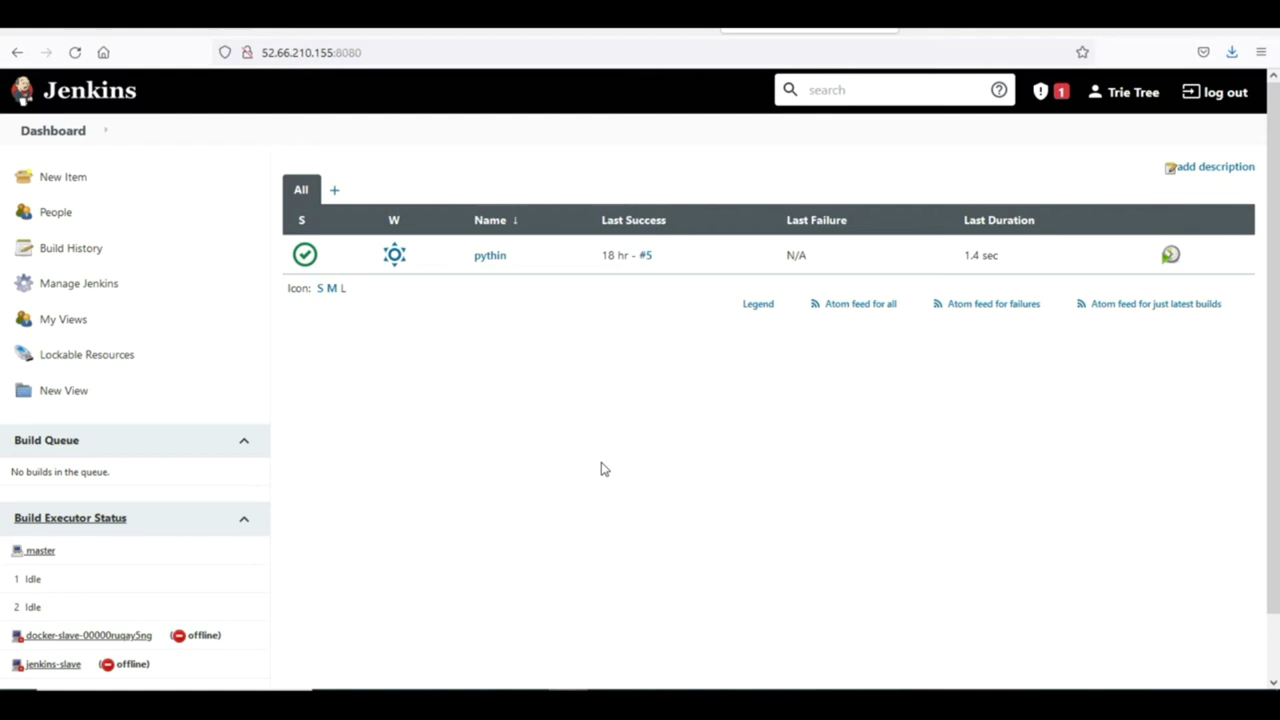 52.66.210.155:8080
Jenkins
search
1
Trie Tree
log out
Dashboard
New Item
People
Build History
Manage Jenkins
My Views
Lockable Resources
New View
Build Queue
No builds in the queue.
Build Executor Status
master
1 Idle
2 Idle
docker-slave-00000ruqay5ng (offline)
jenkins-slave (offline)
add description
All +
S W Name ↓ Last Success Last Failure Last Duration
pythin 18 hr - #5 N/A 1.4 sec
Icon: S M L
Legend Atom feed for all Atom feed for failures Atom feed for just latest builds